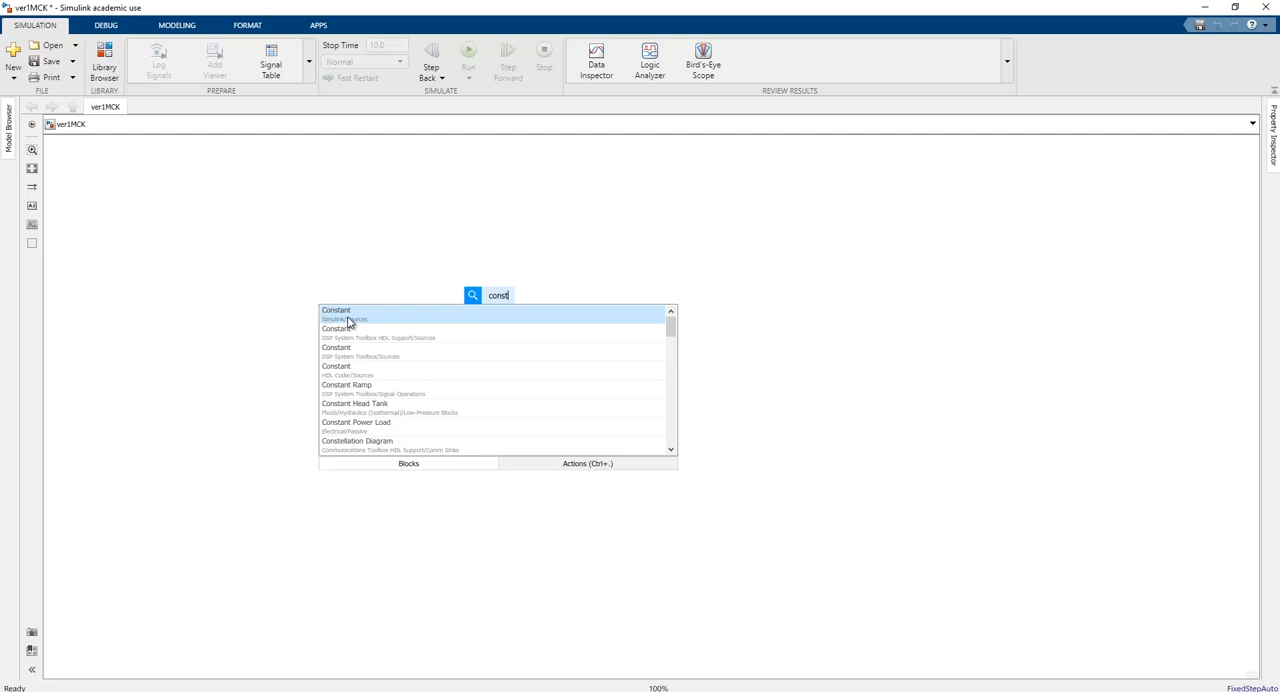 ver1MCK * - Simulink academic use
SIMULATION
DEBUG
MODELING
FORMAT
APPS
New
Open
Save
Print
FILE
Library
Browser
LIBRARY
Log
Signals
Add
Viewer
Signal
Table
PREPARE
Stop Time 10.0
Normal
Fast Restart
Step
Back
Run
Step
Forward
Stop
SIMULATE
Data
Inspector
Logic
Analyzer
Bird's-Eye
Scope
REVIEW RESULTS
Model Browser
ver1MCK
ver1MCK
Property Inspector
const
Constant
Constant
DSP System Toolbox HDL Support/Sources
Constant
DSP System Toolbox/Sources
Constant
HDL Coder/Sources
Constant Ramp
DSP System Toolbox/Signal Operations
Constant Head Tank
Fluids/Hydraulics (Isothermal)/Low-Pressure Blocks
Constant Power Load
Electrical/Passive
Constellation Diagram
Communications Toolbox HDL Support/Comm Sinks
Blocks
Actions (Ctrl+.)
Ready
100%
FixedStepAuto